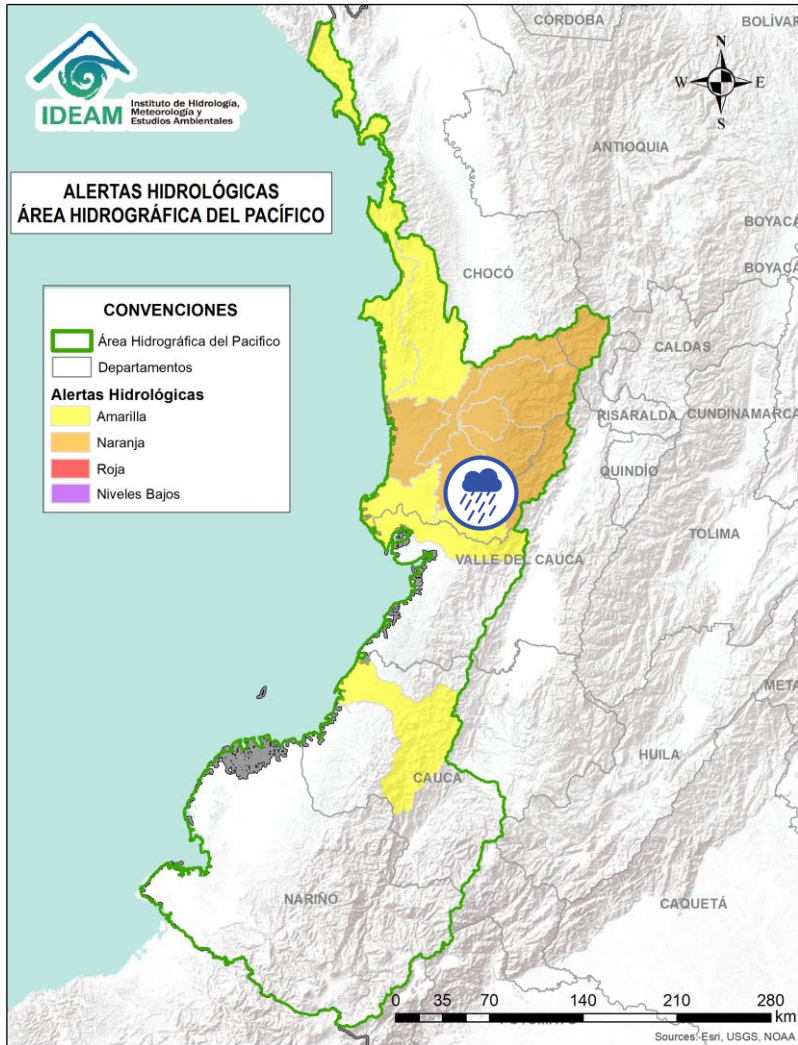 CÓRDOBA
BOLÍVAR
N
W
E
S
IDEAM
Instituto de Hidrología,
Meteorología y
Estudios Ambientales
ANTIOQUIA
ALERTAS HIDROLÓGICAS
ÁREA HIDROGRÁFICA DEL PACÍFICO
BOYACÁ
BOYACÁ
CHOCÓ
CONVENCIONES
Área Hidrográfica del Pacifico
Departamentos
Alertas Hidrológicas
Amarilla
Naranja
Roja
Niveles Bajos
CALDAS
RISARALDA
CUNDINAMARCA
QUINDÍO
TOLIMA
VALLE DEL CAUCA
META
HUILA
CAUCA
NARIÑO
CAQUETÁ
0 35 70 140 210 280
km
Sources: Esri, USGS, NOAA